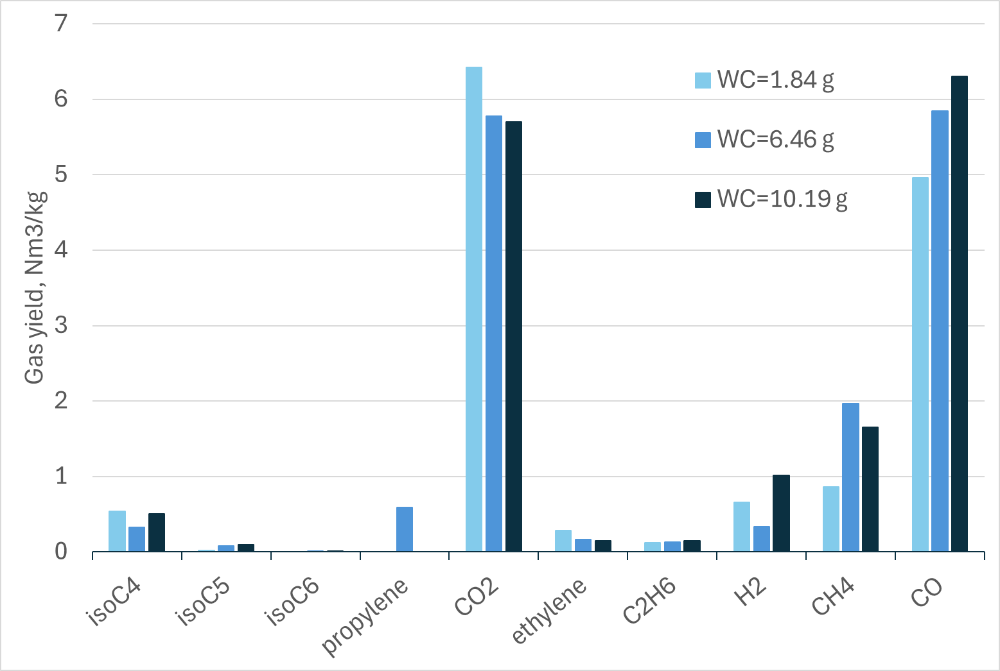 7
6
5
4
3
2
1
0
Gas yield, Nm3/kg
WC=1.84 g
WC=6.46 g
WC=10.19 g
isoC4
isoC5
isoC6
propylene
CO2
ethylene
C2H6
H2
CH4
CO